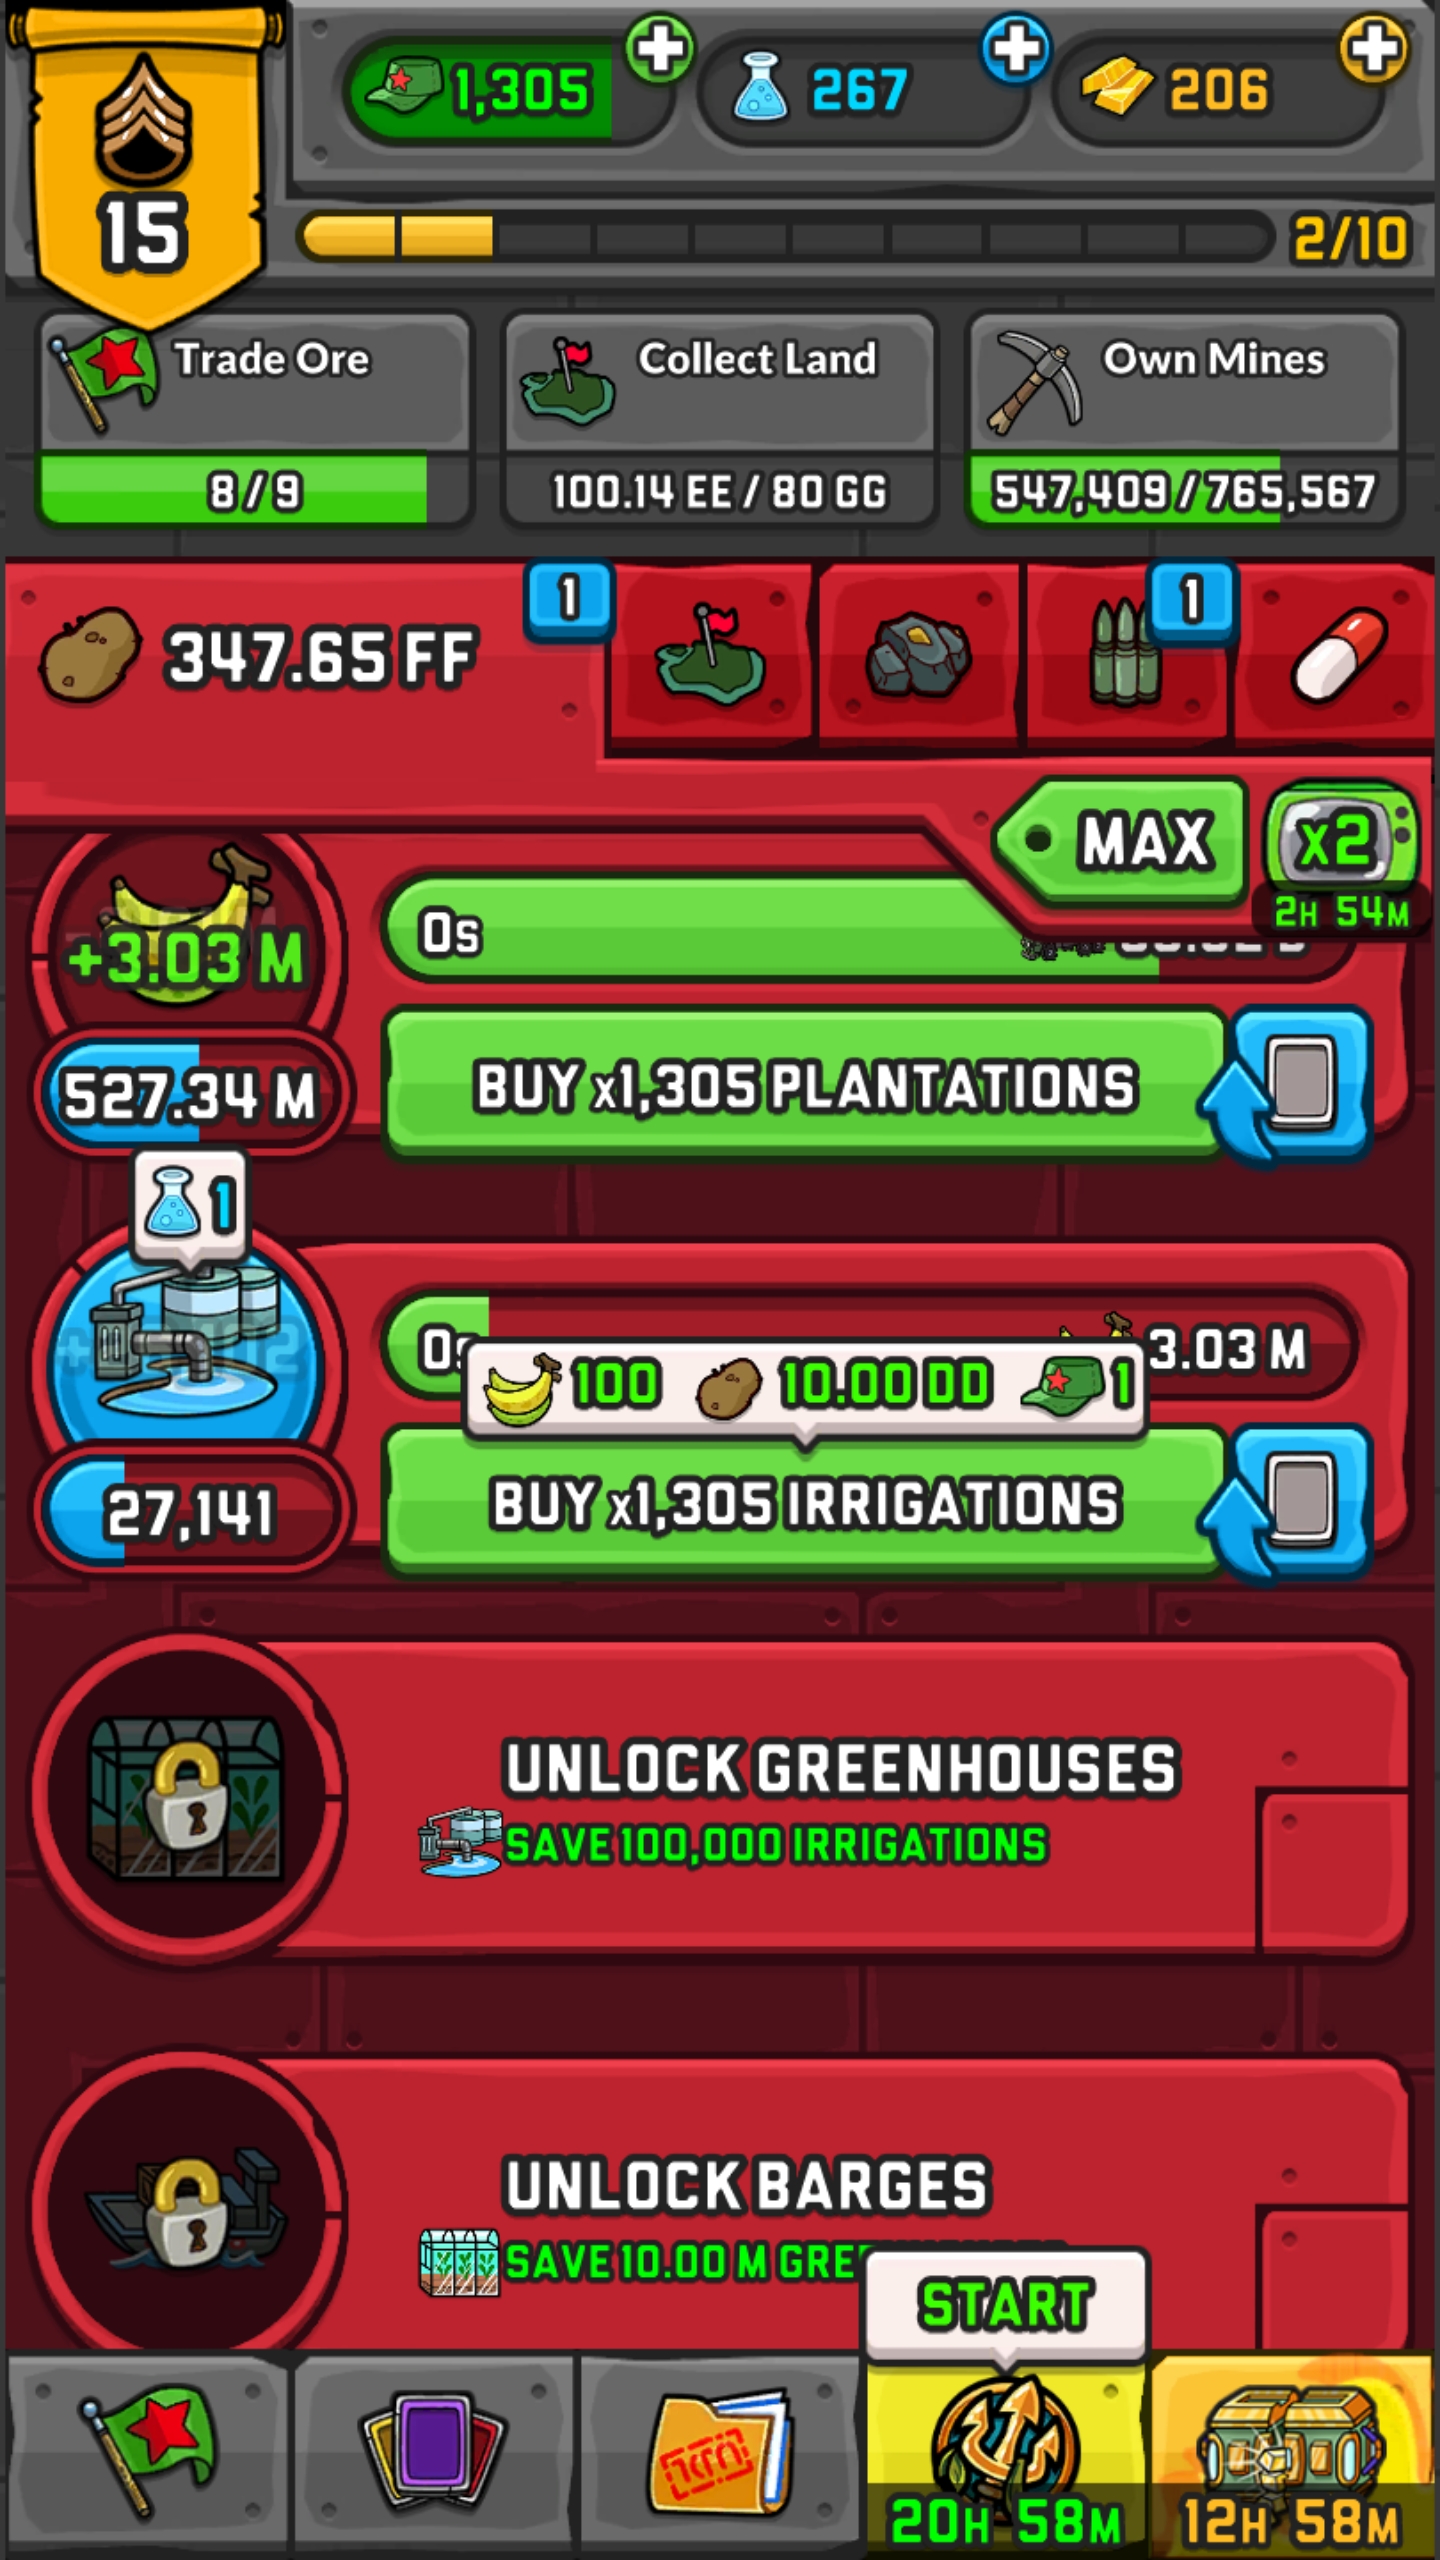 1,305
267
206
15
2/10
Trade Ore
Collect Land
Own Mines
8/9
100.14 EE / 80 GG
547,409/765,567
347.65 FF
1
1
MAX
x2
2H 54M
+3.03 M
0s
527.34 M
BUY x1,305 PLANTATIONS
1
0s
3.03 M
100
10.00 DD
1
27,141
BUY x1,305 IRRIGATIONS
UNLOCK GREENHOUSES
SAVE 100,000 IRRIGATIONS
UNLOCK BARGES
SAVE 10.00 M
START
20H 58M
12H 58M